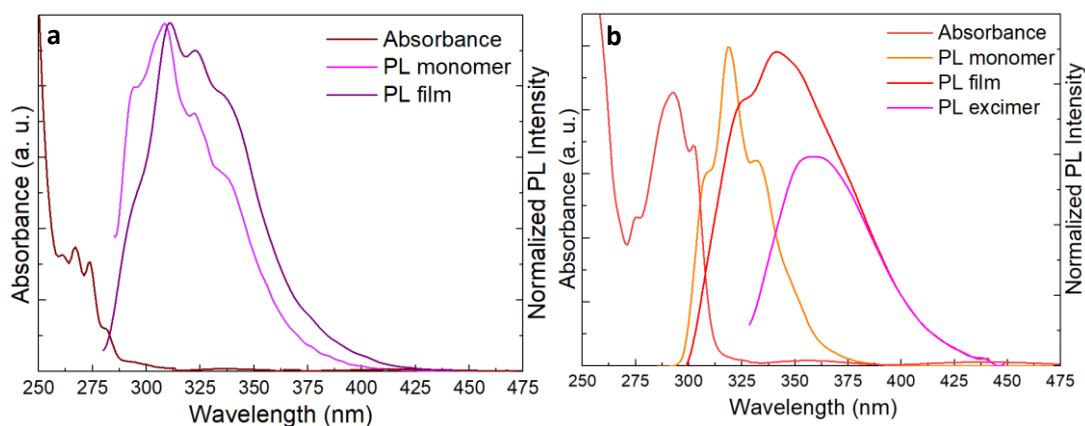 a
Absorbance
PL monomer
PL film
Absorbance (a. u.)
Normalized PL Intensity
250 275 300 325 350 375 400 425 450 475
Wavelength (nm)
b
Absorbance
PL monomer
PL film
PL excimer
Absorbance (a. u.)
Normalized PL Intensity
250 275 300 325 350 375 400 425 450 475
Wavelength (nm)